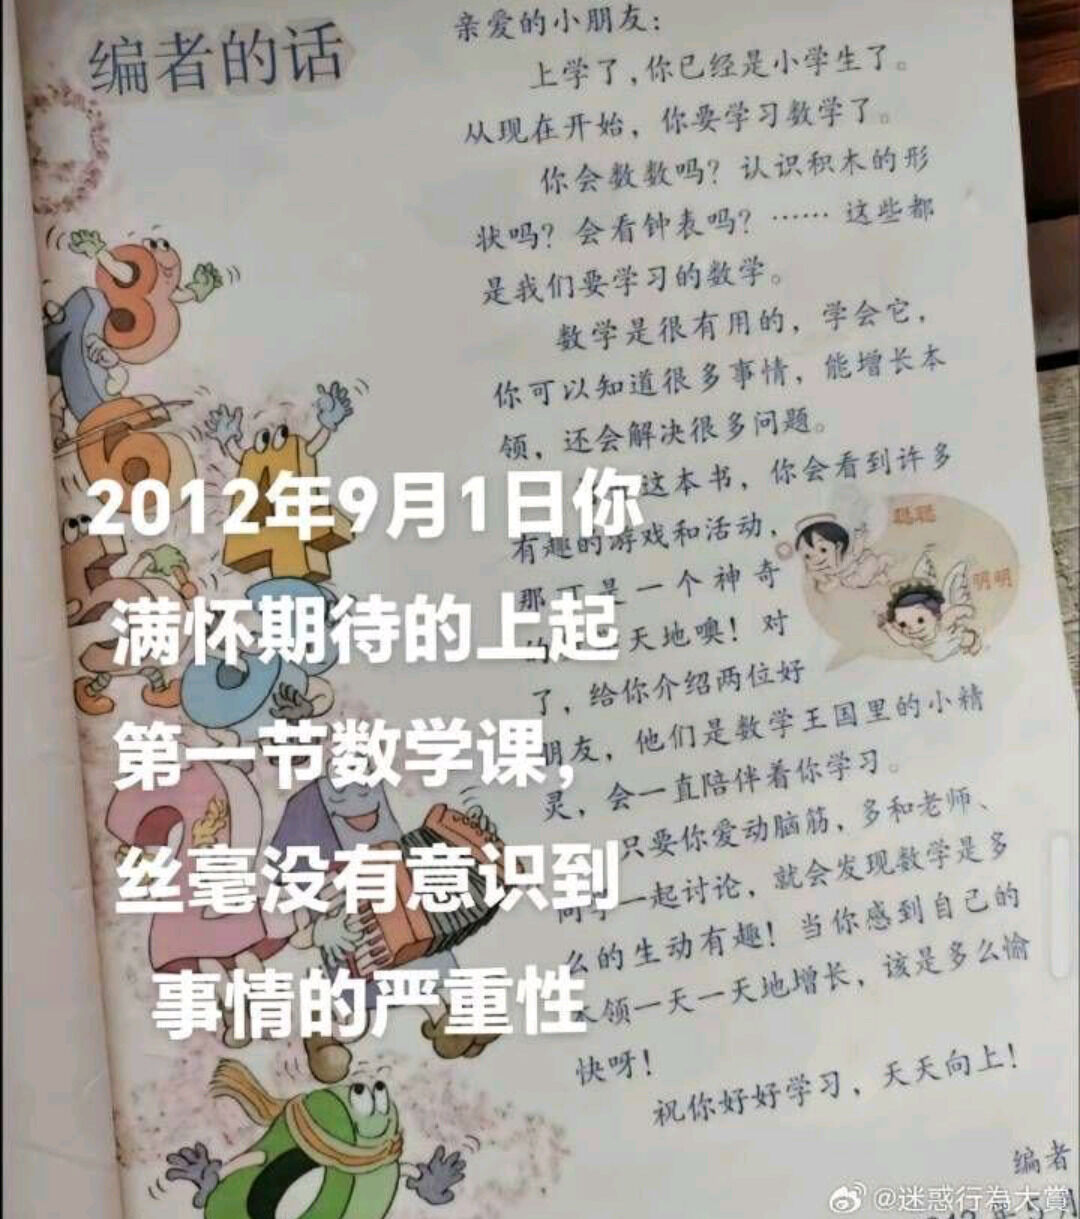 编者的话
亲爱的小朋友：
上学了，你已经是小学生了。
从现在开始，你要学习数学了。
你会数数吗？认识积木的形
状吗？会看钟表吗？…… 这些都
是我们要学习的数学。
数学是很有用的，学会它，
你可以知道很多事情，能增长本
领，还会解决很多问题。
这本书，你会看到许多
有趣的游戏和活动，
那可是一个神奇
的 天地噢！对
了，给你介绍两位好
朋友，他们是数学王国里的小精
灵，会一直陪伴着你学习。
只要你爱动脑筋，多和老师、
同学一起讨论，就会发现数学是多
么的生动有趣！当你感到自己的
本领一天一天地增长，该是多么愉
快呀！
祝你好好学习，天天向上！
编者
聪聪
明明
2012年9月1日你
满怀期待的上起
第一节数学课，
丝毫没有意识到
事情的严重性
@迷惑行為大賞